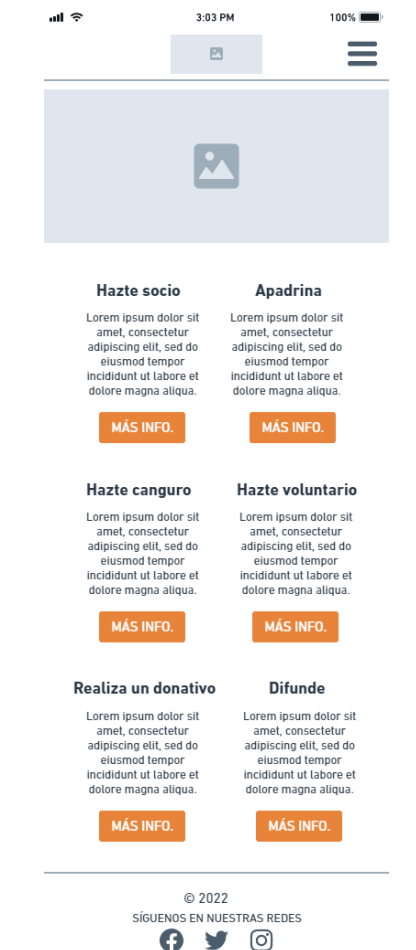 3:03 PM
100%
Hazte socio
Lorem ipsum dolor sit
amet, consectetur
adipiscing elit, sed do
eiusmod tempor
incididunt ut labore et
dolore magna aliqua.
MÁS INFO.
Apadrina
Lorem ipsum dolor sit
amet, consectetur
adipiscing elit, sed do
eiusmod tempor
incididunt ut labore et
dolore magna aliqua.
MÁS INFO.
Hazte canguro
Lorem ipsum dolor sit
amet, consectetur
adipiscing elit, sed do
eiusmod tempor
incididunt ut labore et
dolore magna aliqua.
MÁS INFO.
Hazte voluntario
Lorem ipsum dolor sit
amet, consectetur
adipiscing elit, sed do
eiusmod tempor
incididunt ut labore et
dolore magna aliqua.
MÁS INFO.
Realiza un donativo
Lorem ipsum dolor sit
amet, consectetur
adipiscing elit, sed do
eiusmod tempor
incididunt ut labore et
dolore magna aliqua.
MÁS INFO.
Difunde
Lorem ipsum dolor sit
amet, consectetur
adipiscing elit, sed do
eiusmod tempor
incididunt ut labore et
dolore magna aliqua.
MÁS INFO.
© 2022
SÍGUENOS EN NUESTRAS REDES